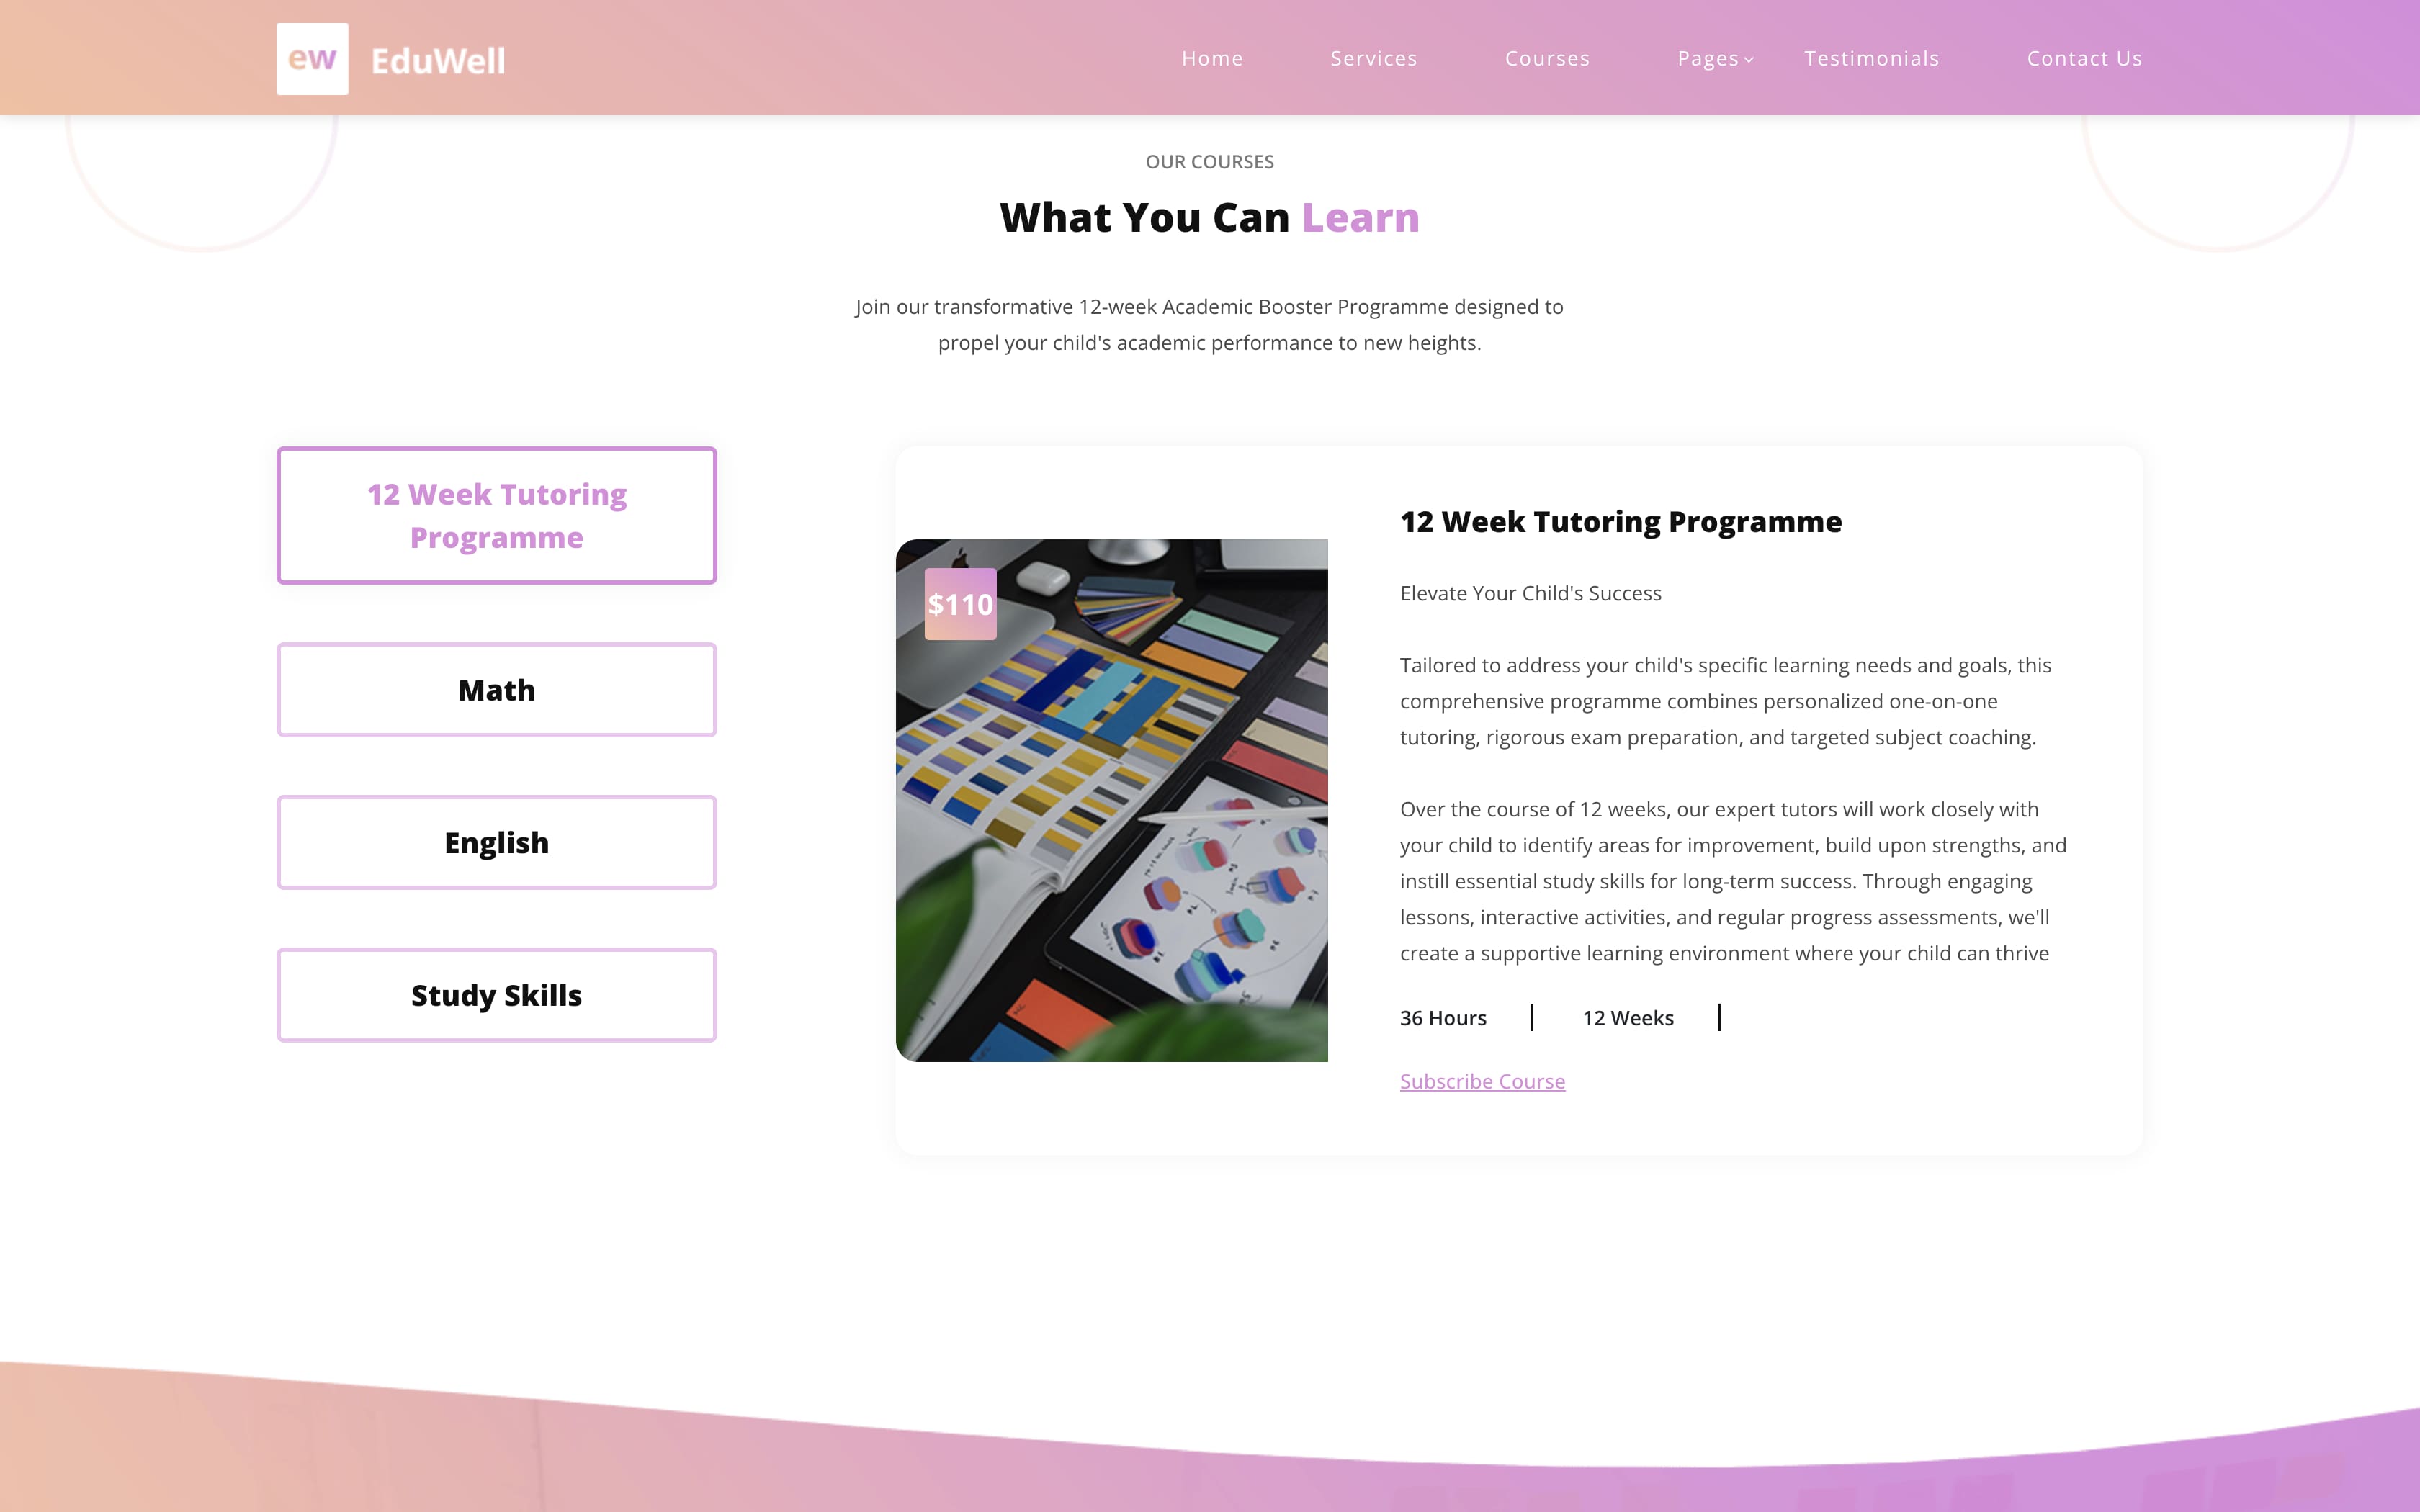 ew EduWell
Home Services Courses Pages Testimonials Contact Us
OUR COURSES
What You Can Learn
Join our transformative 12-week Academic Booster Programme designed to
propel your child's academic performance to new heights.
12 Week Tutoring
Programme
Math
English
Study Skills
$110
12 Week Tutoring Programme
Elevate Your Child's Success
Tailored to address your child's specific learning needs and goals, this
comprehensive programme combines personalized one-on-one
tutoring, rigorous exam preparation, and targeted subject coaching.
Over the course of 12 weeks, our expert tutors will work closely with
your child to identify areas for improvement, build upon strengths, and
instill essential study skills for long-term success. Through engaging
lessons, interactive activities, and regular progress assessments, we'll
create a supportive learning environment where your child can thrive
36 Hours | 12 Weeks |
Subscribe Course